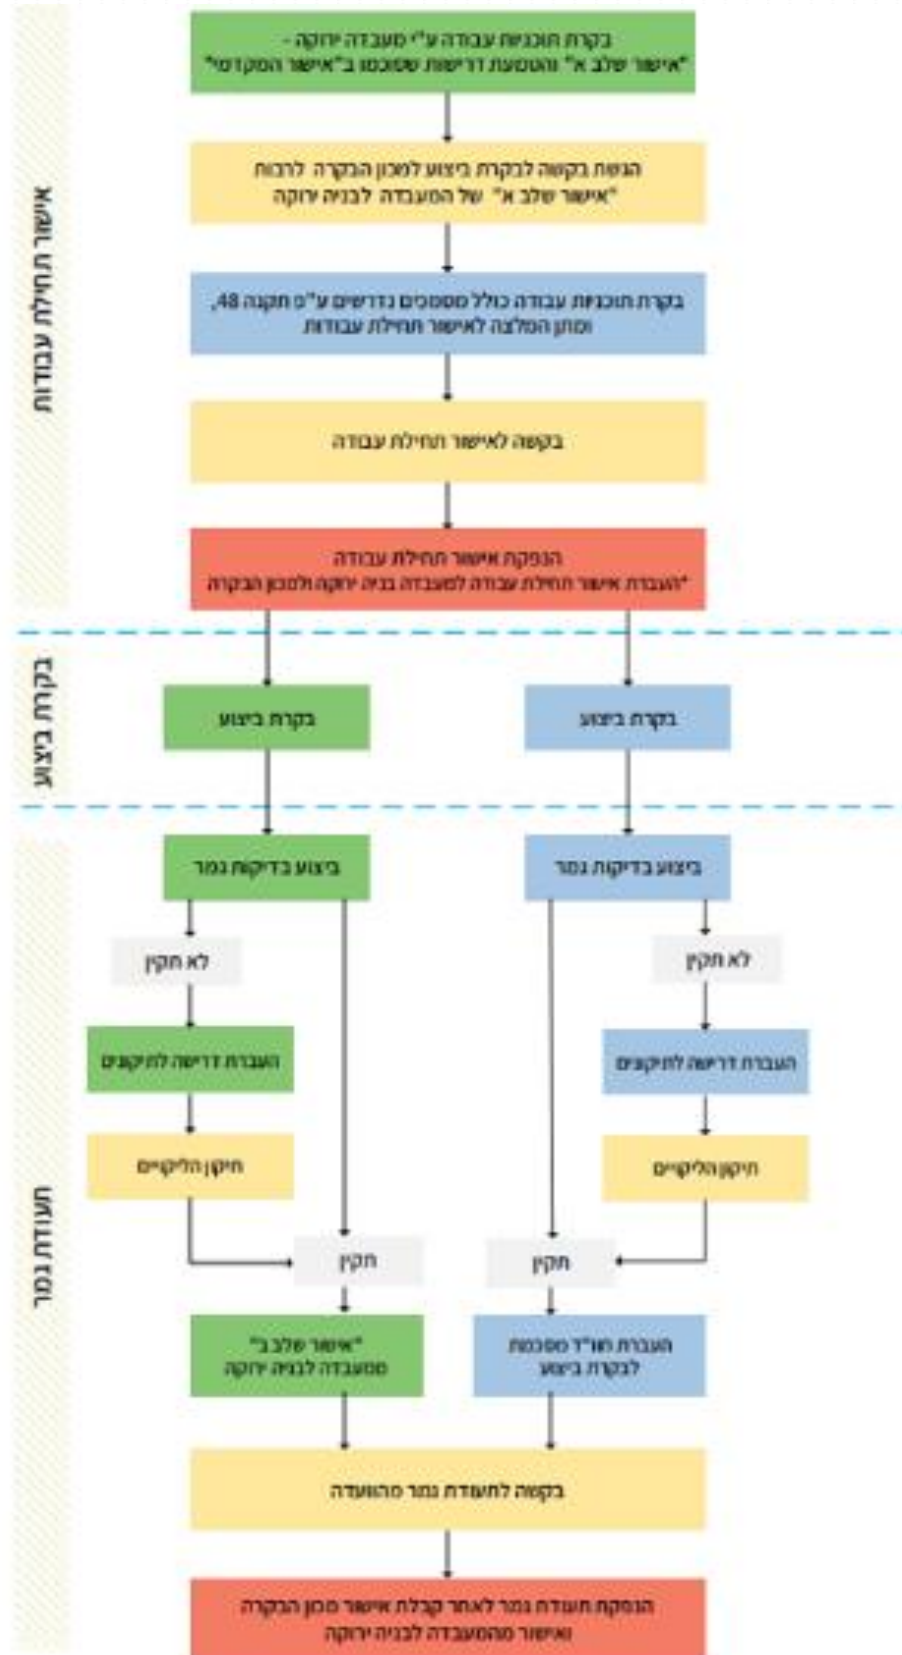 בקרת תוכניות עבודה ע"י מעבדה ירוקה -
"אישור שלב א" והטמעת דרישות שסוכמו ב"אישור המקדמי"
הגשת בקשה לבקרת ביצוע למכון הבקרה לרבות
"אישור שלב א" של המעבדה לבניה ירוקה
בקרת תוכניות עבודה כולל מסמכים נדרשים ע"פ תקנה 48,
ומתן המלצה לאישור תחילת עבודות
בקשה לאישור תחילת עבודה
הנפקת אישור תחילת עבודה
*העברת אישור תחילת עבודה למעבדה בניה ירוקה ולמכון הבקרה
אישור תחילת עבודות
בקרת ביצוע
בקרת ביצוע
בקרת ביצוע
ביצוע בדיקות גמר
ביצוע בדיקות גמר
לא תקין
לא תקין
העברת דרישה לתיקונים
העברת דרישה לתיקונים
תיקון הליקויים
תיקון הליקויים
תקין
תקין
העברת חוו"ד מסכמת
לבקרת ביצוע
"אישור שלב ב"
ממעבדה לבניה ירוקה
תעודת גמר
בקשה לתעודת גמר מהוועדה
הנפקת תעודת גמר לאחר קבלת אישור מכון הבקרה
ואישור מהמעבדה לבניה ירוקה